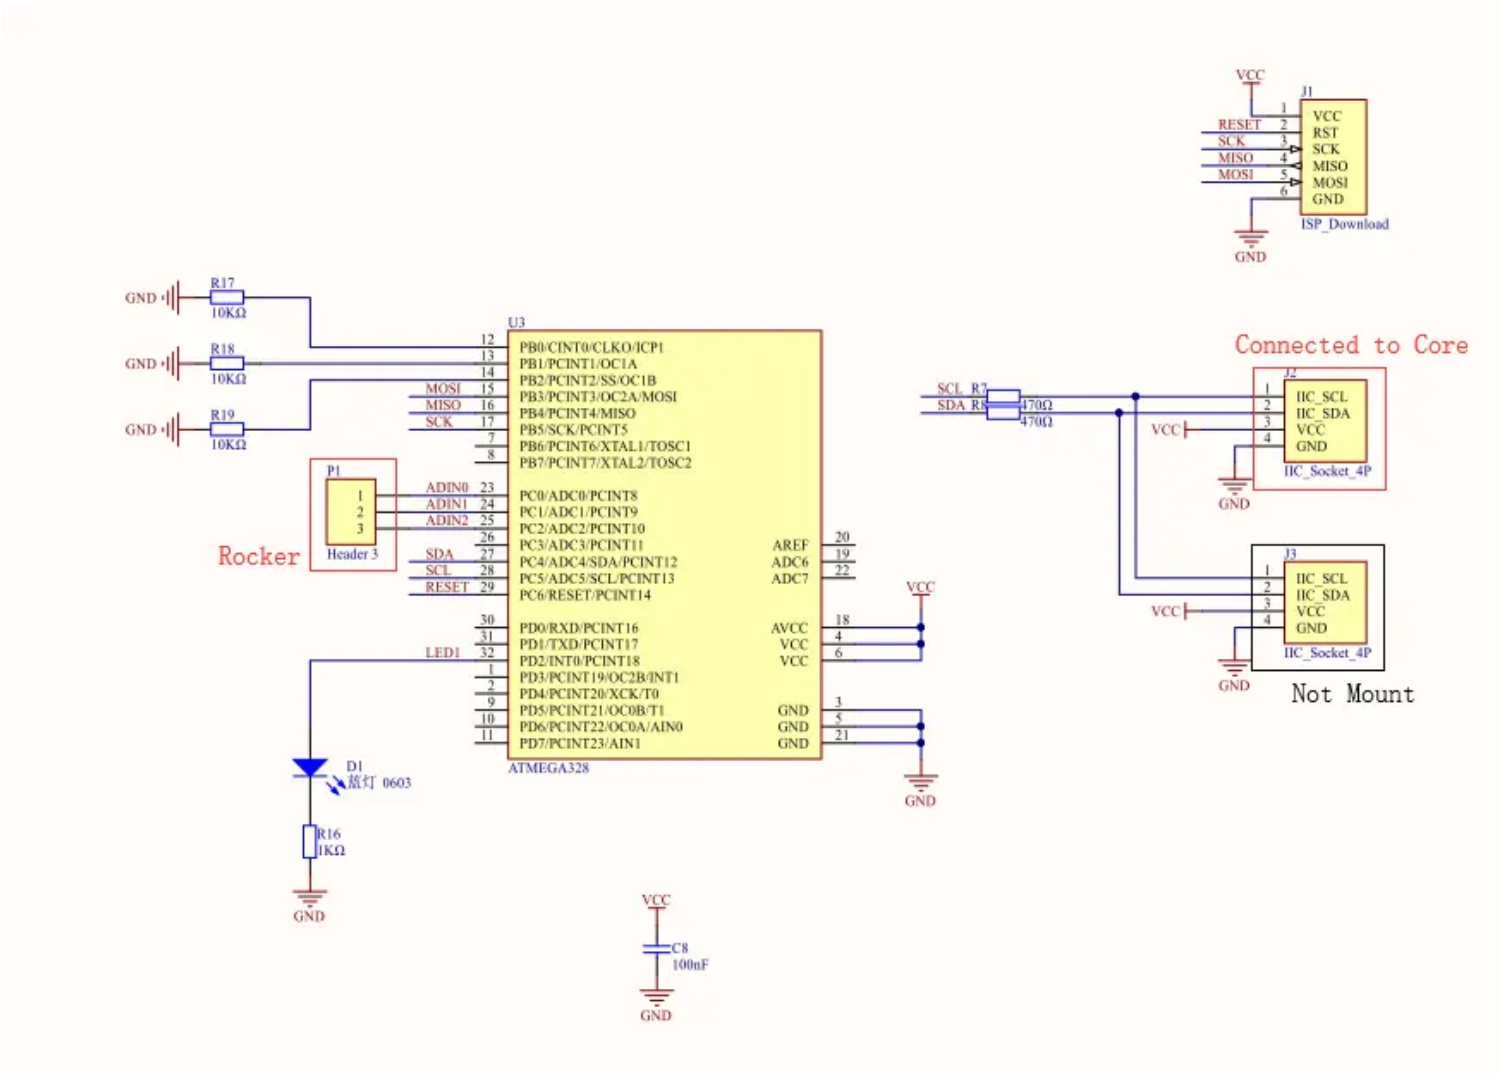 VCC
J1
1 VCC
RESET 2 RST
SCK 3 SCK
MISO 4 MISO
MOSI 5 MOSI
6 GND
ISP_Download
GND
GND R17
10KΩ
GND R18
10KΩ
GND R19
10KΩ
U3
12 PB0/CINT0/CLKO/ICP1
13 PB1/PCINT1/OC1A
14 PB2/PCINT2/SS/OC1B
MOSI 15 PB3/PCINT3/OC2A/MOSI
MISO 16 PB4/PCINT4/MISO
SCK 17 PB5/SCK/PCINT5
7 PB6/PCINT6/XTAL1/TOSC1
8 PB7/PCINT7/XTAL2/TOSC2
P1
1 ADIN0 23 PC0/ADC0/PCINT8
2 ADIN1 24 PC1/ADC1/PCINT9
3 ADIN2 25 PC2/ADC2/PCINT10
Header 3
Rocker
26 PC3/ADC3/PCINT11
SDA 27 PC4/ADC4/SDA/PCINT12
SCL 28 PC5/ADC5/SCL/PCINT13
RESET 29 PC6/RESET/PCINT14
30 PD0/RXD/PCINT16
31 PD1/TXD/PCINT17
LED1 32 PD2/INT0/PCINT18
1 PD3/PCINT19/OC2B/INT1
2 PD4/PCINT20/XCK/T0
9 PD5/PCINT21/OC0B/T1
10 PD6/PCINT22/OC0A/AIN0
11 PD7/PCINT23/AIN1
AREF 20
ADC6 19
ADC7 22
VCC
AVCC 18
VCC 4
VCC 6
GND 3
GND 5
GND 21
GND
ATMEGA328
Connected to Core
J2
SCL R7 470Ω 1 IIC_SCL
SDA R8 470Ω 2 IIC_SDA
VCC 3 VCC
4 GND
IIC_Socket_4P
GND
J3
1 IIC_SCL
2 IIC_SDA
VCC 3 VCC
4 GND
IIC_Socket_4P
GND
Not Mount
D1
蓝灯 0603
R16
1KΩ
GND
VCC
C8
100nF
GND